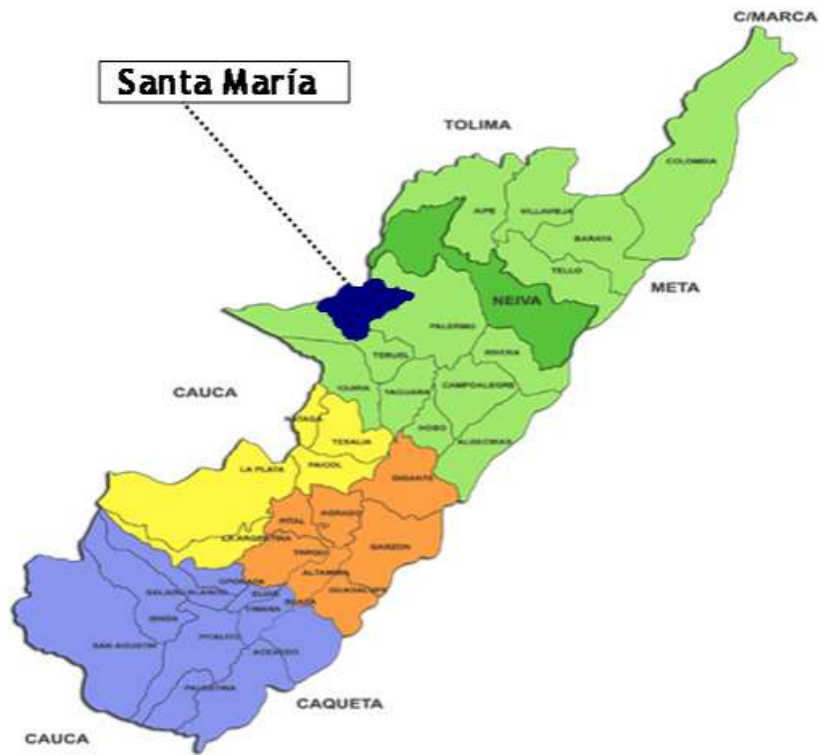 C/MARCA
Santa María
TOLIMA
COLOMBIA
AIPE
VILLAVIEJA
BARAYA
TELLO
META
NEIVA
PALERMO
RIVERA
TERUEL
CAUCA
IQUIRA
YAGUARA
CAMPOALEGRE
HOBO
ALGECIRAS
NATAGA
TESALIA
LA PLATA
PAICOL
GIGANTE
PITAL
AGRADO
LA ARGENTINA
TARQUI
GARZON
ALTAMIRA
OPORAPA
ELIAS
GUADALUPE
SUAZA
TIMANA
ISNOS
SAN AGUSTIN
PITALITO
ACEVEDO
PALESTINA
CAQUETA
CAUCA